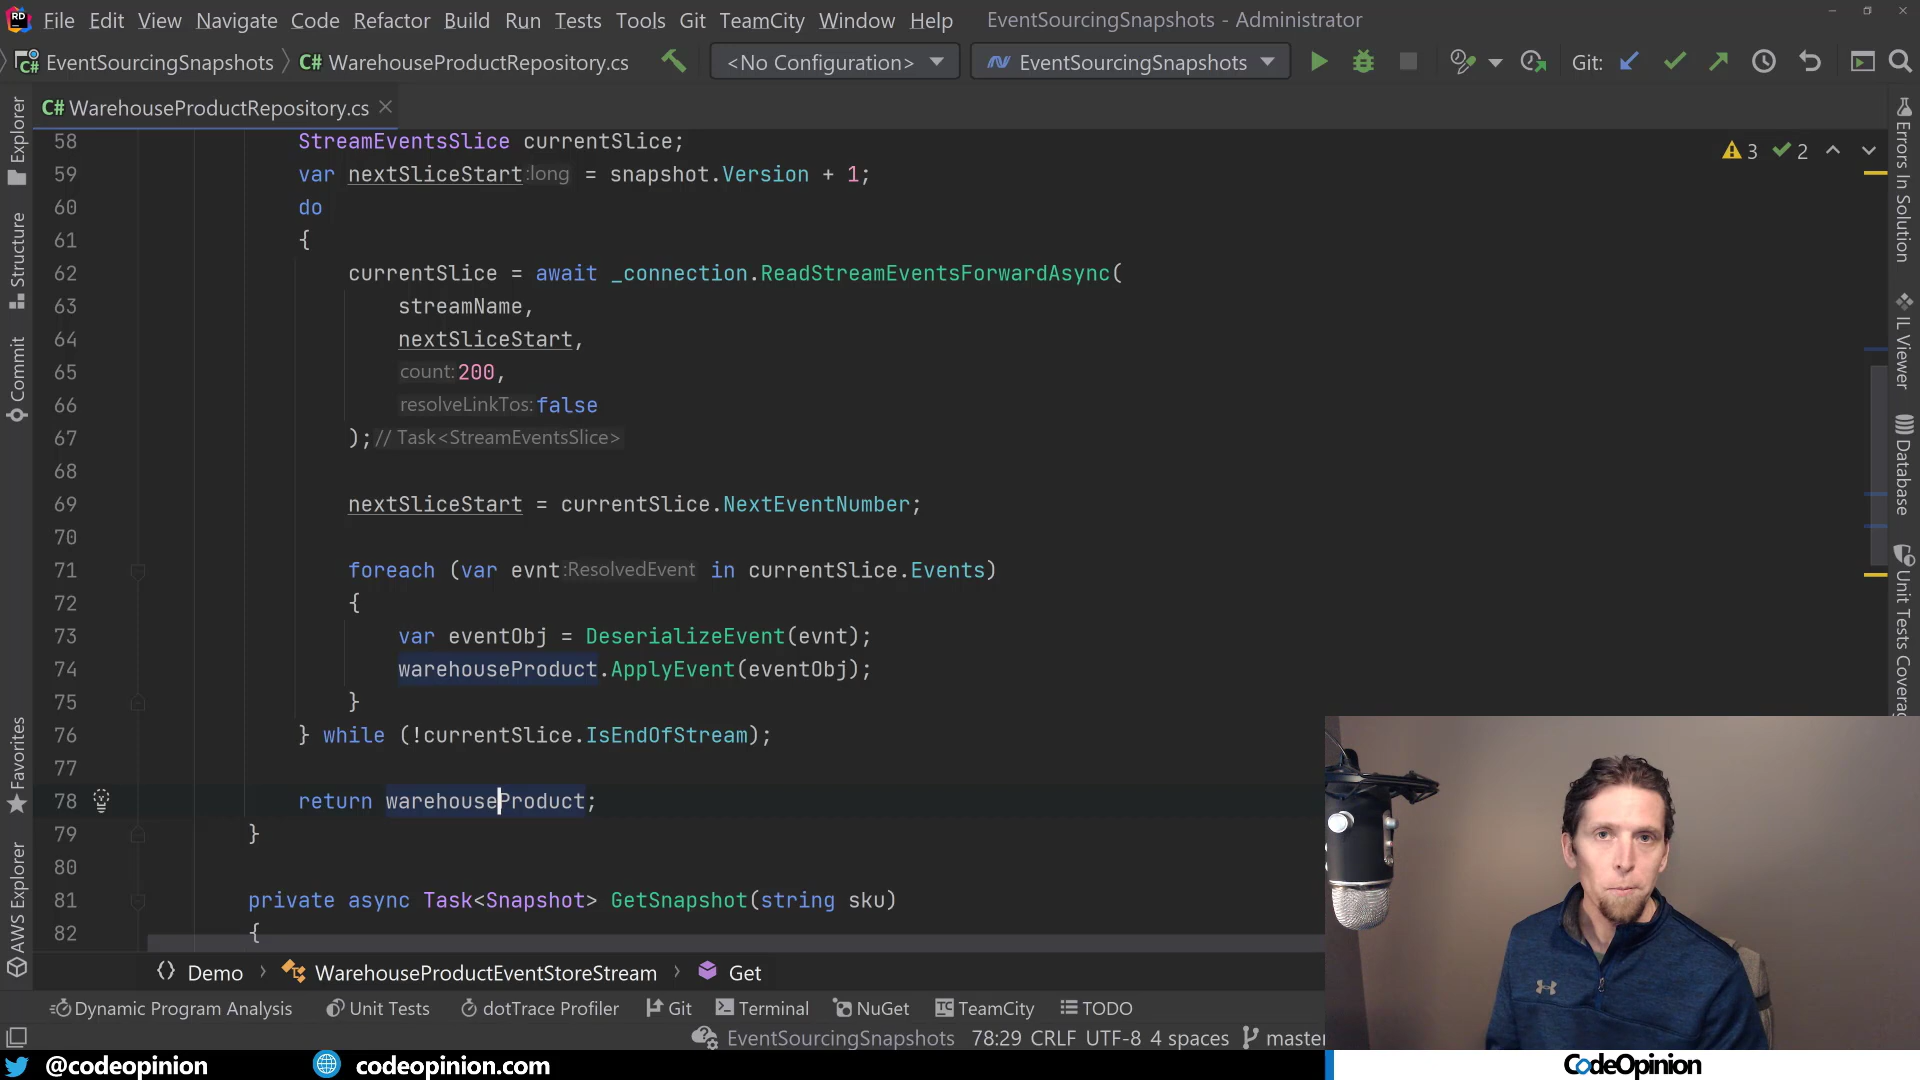 File Edit View Navigate Code Refactor Build Run Tests Tools Git TeamCity Window Help EventSourcingSnapshots - Administrator
EventSourcingSnapshots C# WarehouseProductRepository.cs <No Configuration> EventSourcingSnapshots Git:
C# WarehouseProductRepository.cs
58 StreamEventsSlice currentSlice;
59 var nextSliceStart :long = snapshot.Version + 1;
60 do
61 {
62 currentSlice = await _connection.ReadStreamEventsForwardAsync(
63 streamName,
64 nextSliceStart,
65 count: 200,
66 resolveLinkTos: false
67 ); // Task<StreamEventsSlice>
68
69 nextSliceStart = currentSlice.NextEventNumber;
70
71 foreach (var evnt :ResolvedEvent in currentSlice.Events)
72 {
73 var eventObj = DeserializeEvent(evnt);
74 warehouseProduct.ApplyEvent(eventObj);
75 }
76 } while (!currentSlice.IsEndOfStream);
77
78 return warehouseProduct;
79 }
80
81 private async Task<Snapshot> GetSnapshot(string sku)
82 {
3 2
Explorer
Structure
Commit
Favorites
AWS Explorer
Errors In Solution
IL Viewer
Database
Unit Tests Coverag
Demo WarehouseProductEventStoreStream Get
Dynamic Program Analysis Unit Tests dotTrace Profiler Git Terminal NuGet TeamCity TODO
EventSourcingSnapshots 78:29 CRLF UTF-8 4 spaces master
@codeopinion codeopinion.com CodeOpinion